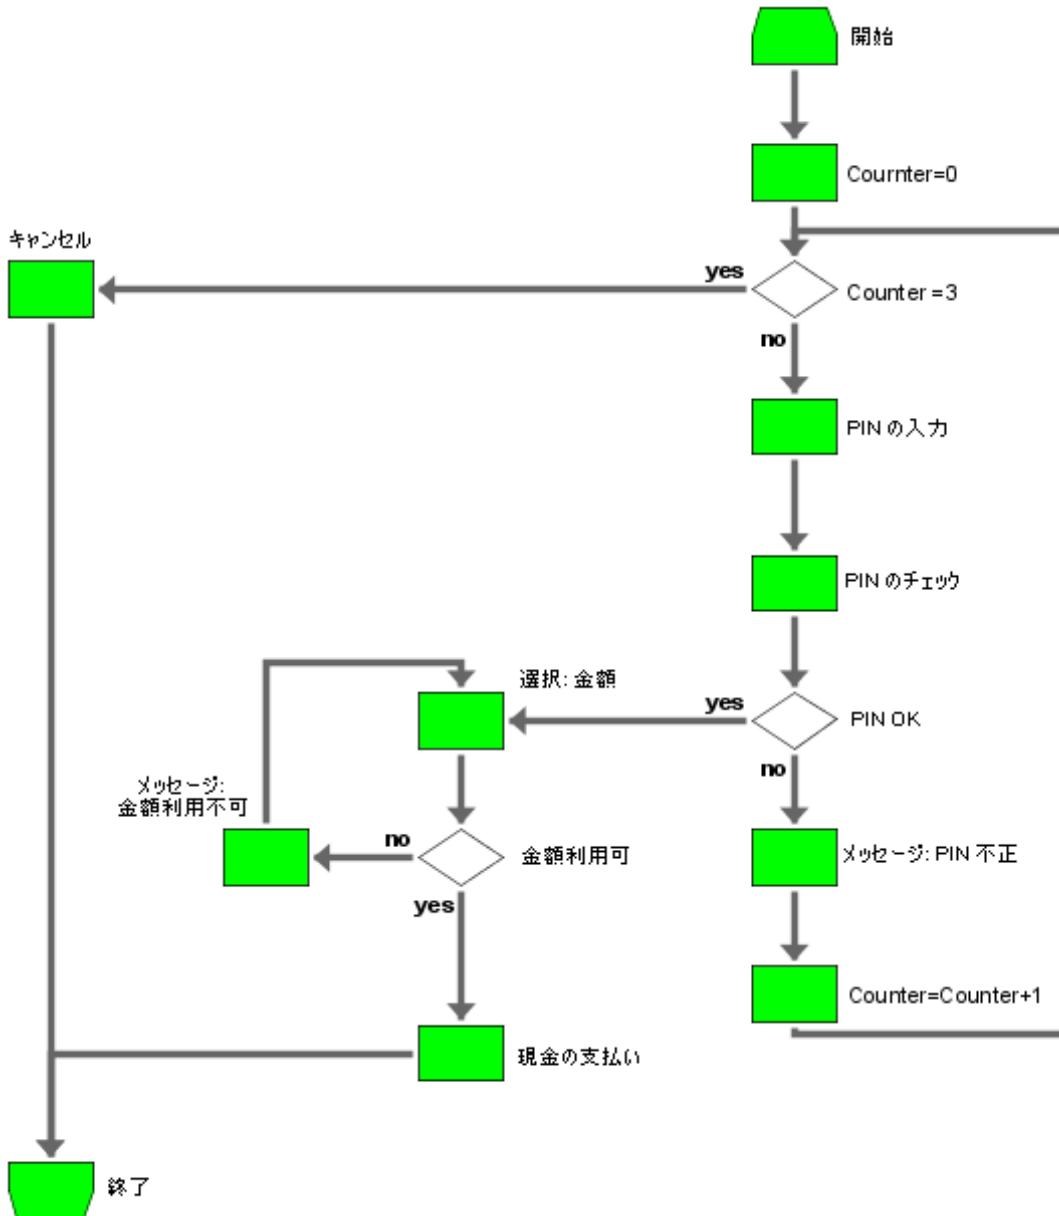 開始
Cournter=0
キャンセル
yes
Counter =3
no
PIN の入力
PIN のチェック
選択: 金額
yes
PIN OK
no
メッセージ:
金額利用不可
no
金額利用可
メッセージ: PIN 不正
yes
Counter=Counter+1
現金の支払い
終了